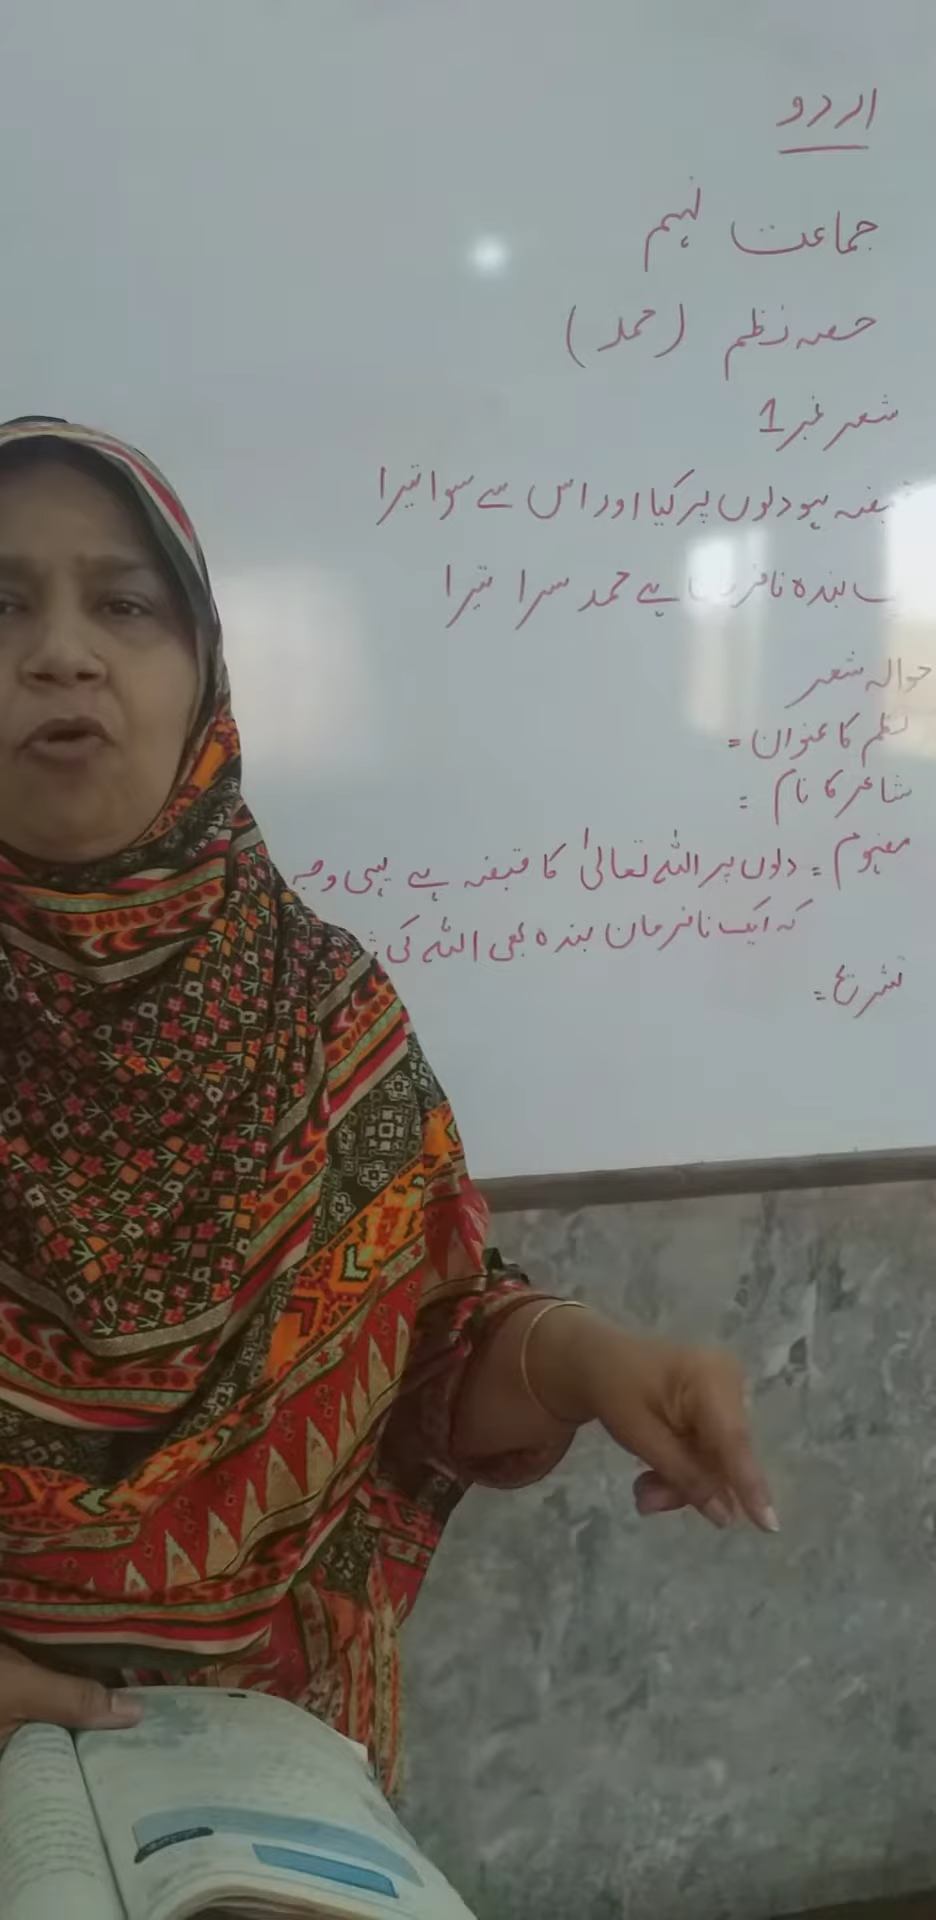 اردو
جماعت نہم
حصہ نظم (حمد)
شعر نمبر 1
قبضہ ہو دلوں پر کیا اور اس سے سوا تیرا
بندہ نافرماں ہے حمد سرا تیرا
حوالہ شعر
نظم کا عنوان =
شاعر کا نام =
مفہوم = دلوں پر اللہ تعالیٰ کا قبضہ ہے یہی وجہ
کہ ایک نافرمان بندہ بھی اللہ کی
تشریح =